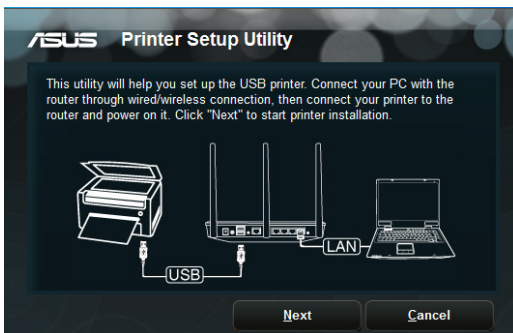 ASUS Printer Setup Utility
This utility will help you set up the USB printer. Connect your PC with the
router through wired/wireless connection, then connect your printer to the
router and power on it. Click "Next" to start printer installation.
LAN
USB
Next Cancel